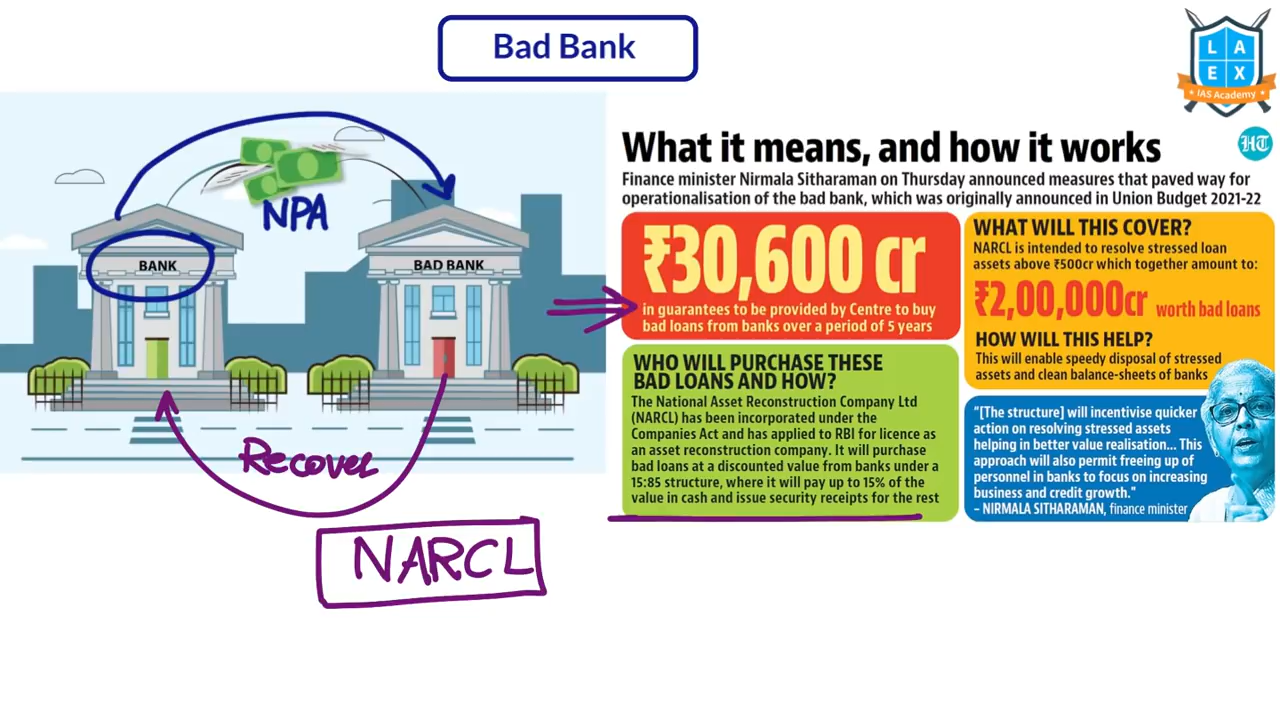 Bad Bank
L A
E X
IAS Academy
NPA
BANK
BAD BANK
Recover
NARCL
What it means, and how it works
HT
Finance minister Nirmala Sitharaman on Thursday announced measures that paved way for
operationalisation of the bad bank, which was originally announced in Union Budget 2021-22
₹30,600 cr
in guarantees to be provided by Centre to buy
bad loans from banks over a period of 5 years
WHO WILL PURCHASE THESE
BAD LOANS AND HOW?
The National Asset Reconstruction Company Ltd
(NARCL) has been incorporated under the
Companies Act and has applied to RBI for licence as
an asset reconstruction company. It will purchase
bad loans at a discounted value from banks under a
15:85 structure, where it will pay up to 15% of the
value in cash and issue security receipts for the rest
WHAT WILL THIS COVER?
NARCL is intended to resolve stressed loan
assets above ₹500cr which together amount to:
₹2,00,000cr worth bad loans
HOW WILL THIS HELP?
This will enable speedy disposal of stressed
assets and clean balance-sheets of banks
“[The structure] will incentivise quicker
action on resolving stressed assets
helping in better value realisation... This
approach will also permit freeing up of
personnel in banks to focus on increasing
business and credit growth.”
– NIRMALA SITHARAMAN, finance minister